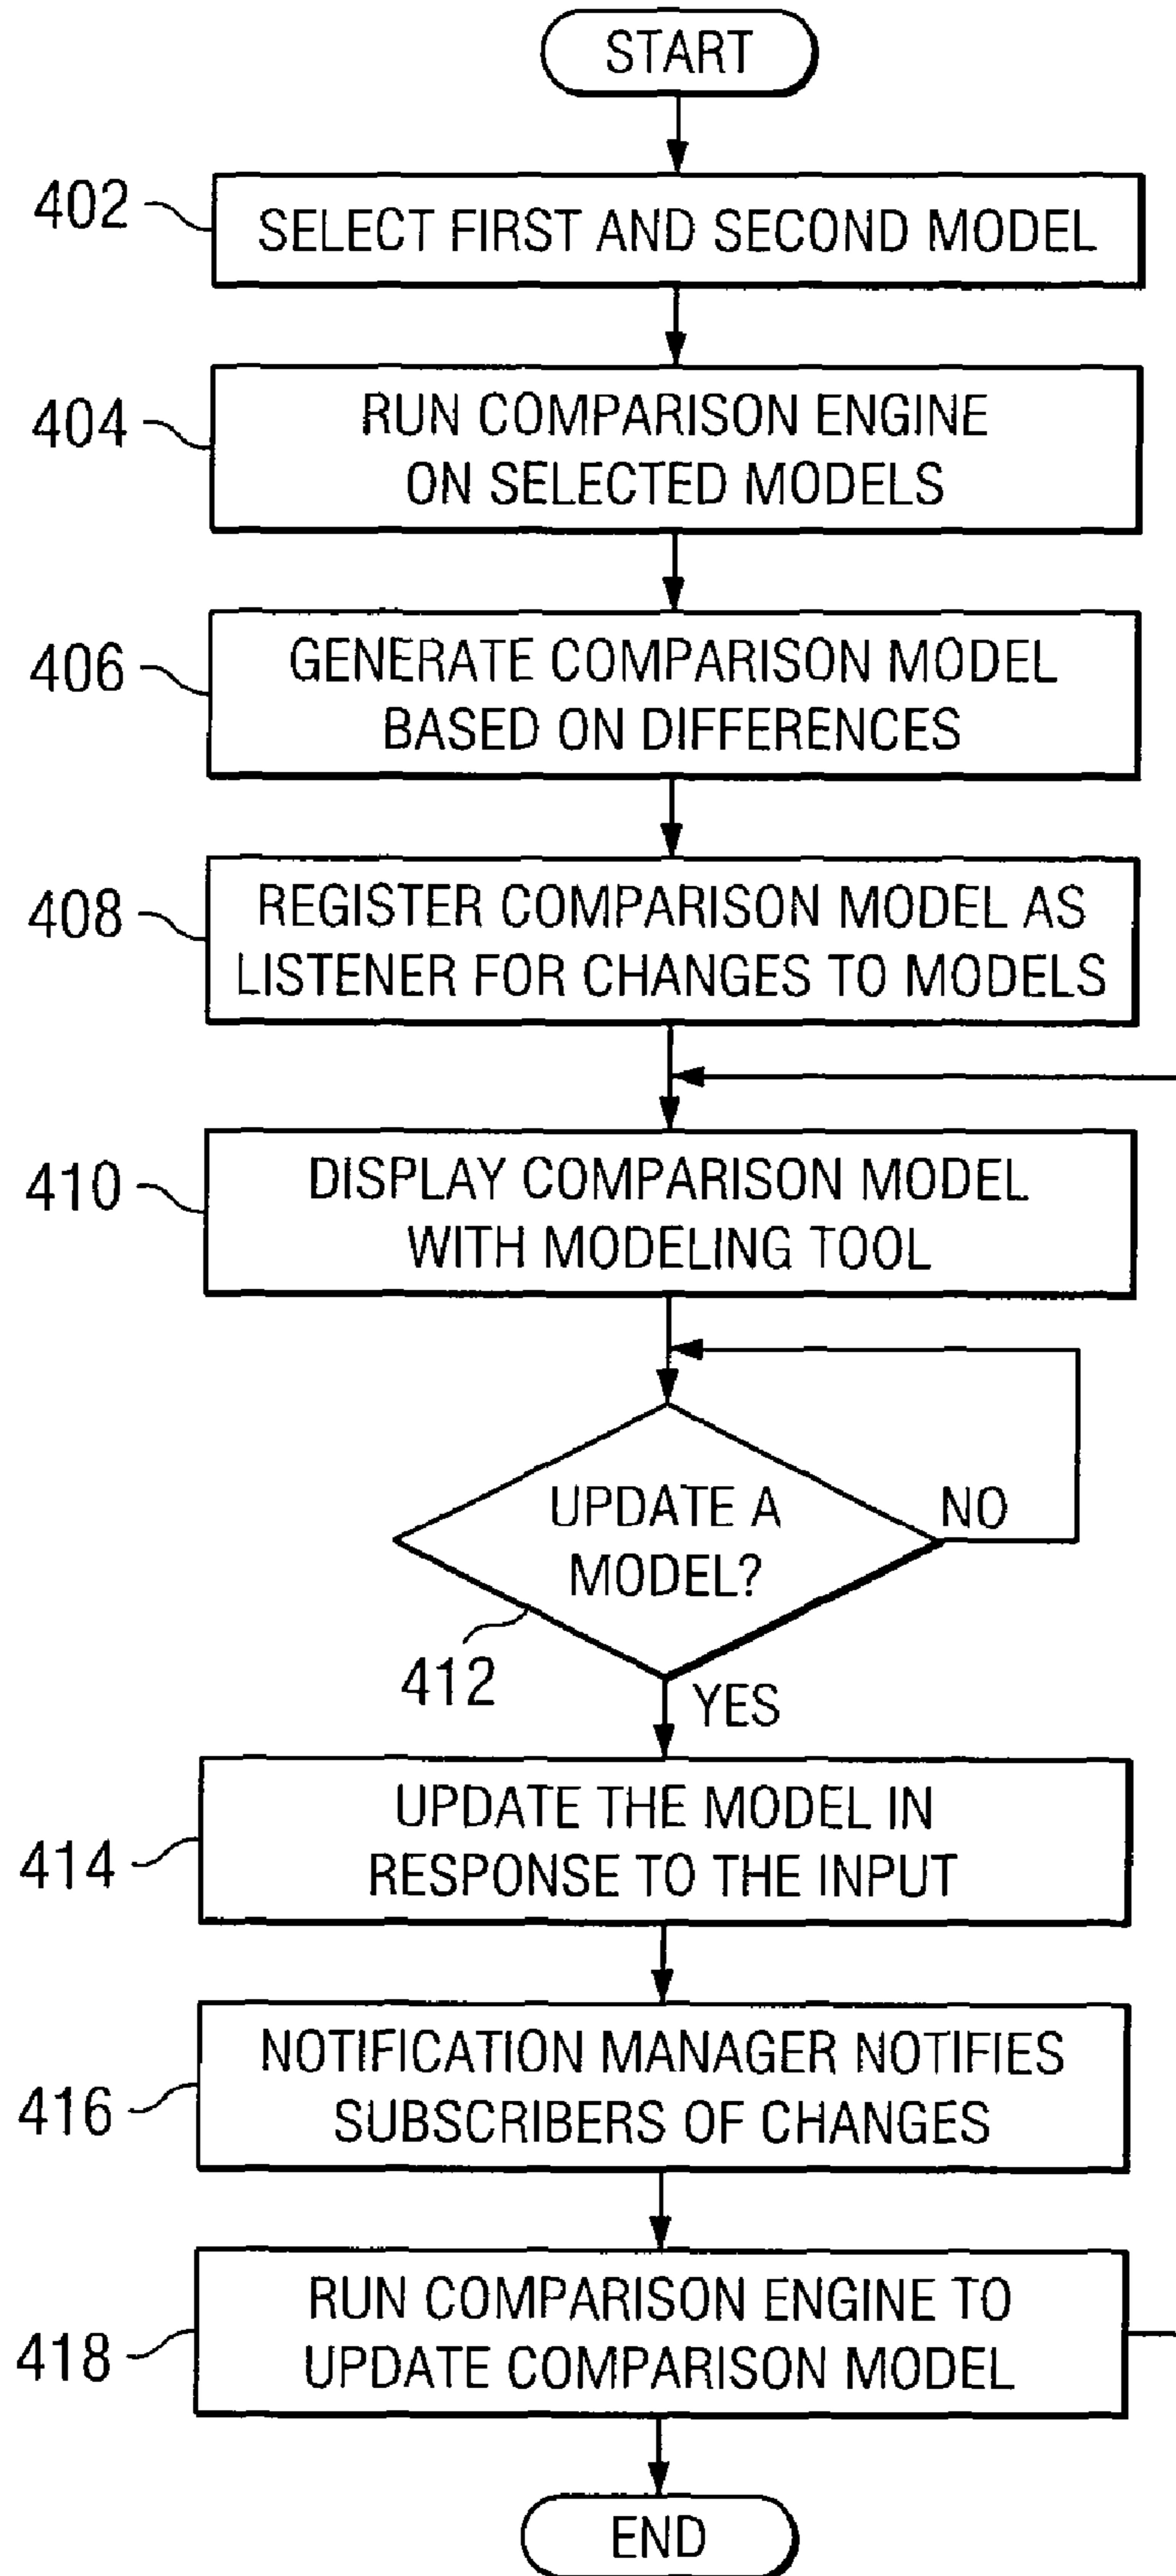 START
402
SELECT FIRST AND SECOND MODEL
404
RUN COMPARISON ENGINE
ON SELECTED MODELS
406
GENERATE COMPARISON MODEL
BASED ON DIFFERENCES
408
REGISTER COMPARISON MODEL AS
LISTENER FOR CHANGES TO MODELS
410
DISPLAY COMPARISON MODEL
WITH MODELING TOOL
UPDATE A
MODEL?
NO
412
YES
414
UPDATE THE MODEL IN
RESPONSE TO THE INPUT
416
NOTIFICATION MANAGER NOTIFIES
SUBSCRIBERS OF CHANGES
418
RUN COMPARISON ENGINE TO
UPDATE COMPARISON MODEL
END